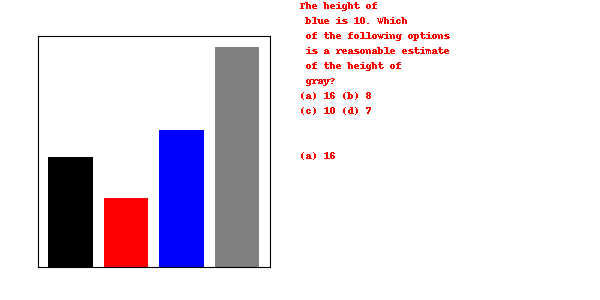 The height of
blue is 10. Which
of the following options
is a reasonable estimate
of the height of
gray?
(a) 16 (b) 8
(c) 10 (d) 7
(a) 16